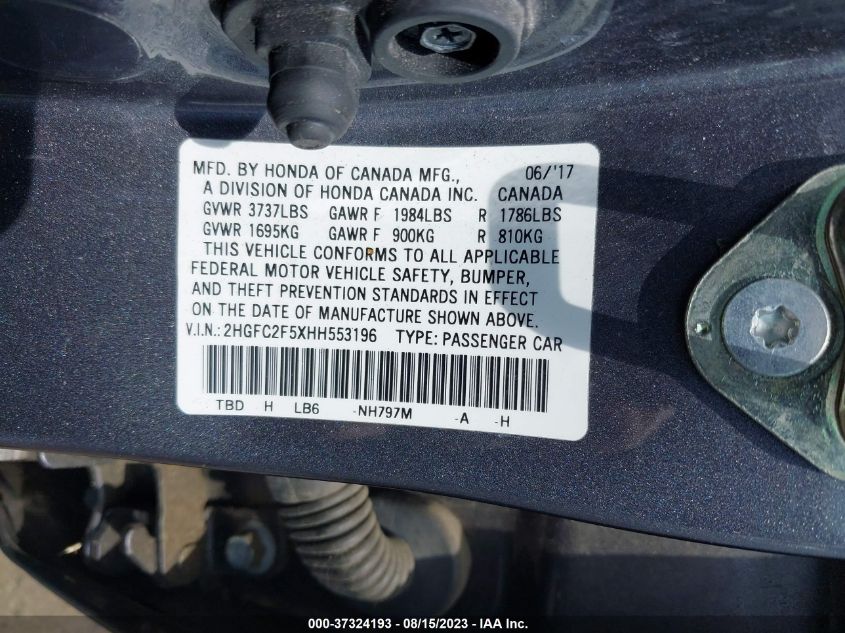 MFD. BY HONDA OF CANADA MFG., 06/'17
A DIVISION OF HONDA CANADA INC. CANADA
GVWR 3737LBS GAWR F 1984LBS R 1786LBS
GVWR 1695KG GAWR F 900KG R 810KG
THIS VEHICLE CONFORMS TO ALL APPLICABLE
FEDERAL MOTOR VEHICLE SAFETY, BUMPER,
AND THEFT PREVENTION STANDARDS IN EFFECT
ON THE DATE OF MANUFACTURE SHOWN ABOVE.
V.I.N.: 2HGFC2F5XHH553196 TYPE: PASSENGER CAR
TBD H LB6 -NH797M -A -H
000-37324193 - 08/15/2023 - IAA Inc.